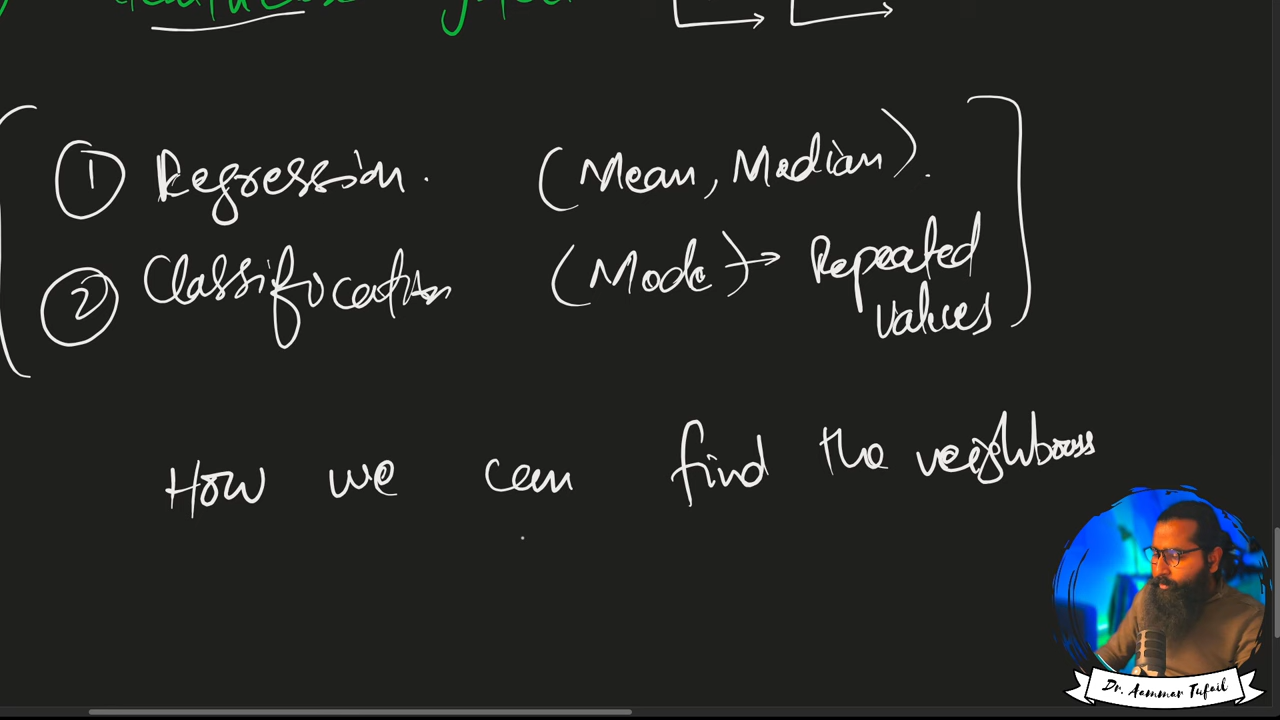 ① Regression. (Mean, Median).
② Classification (Mode) → Repeated
values
How we can find the neighbours
Dr. Aammar Tufail